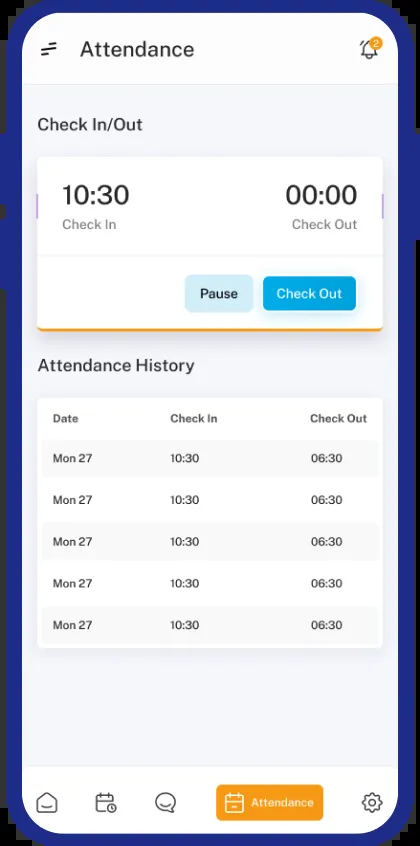 Attendance
2
Check In/Out
10:30 00:00
Check In Check Out
Pause Check Out
Attendance History
Date Check In Check Out
Mon 27 10:30 06:30
Mon 27 10:30 06:30
Mon 27 10:30 06:30
Mon 27 10:30 06:30
Mon 27 10:30 06:30
Attendance